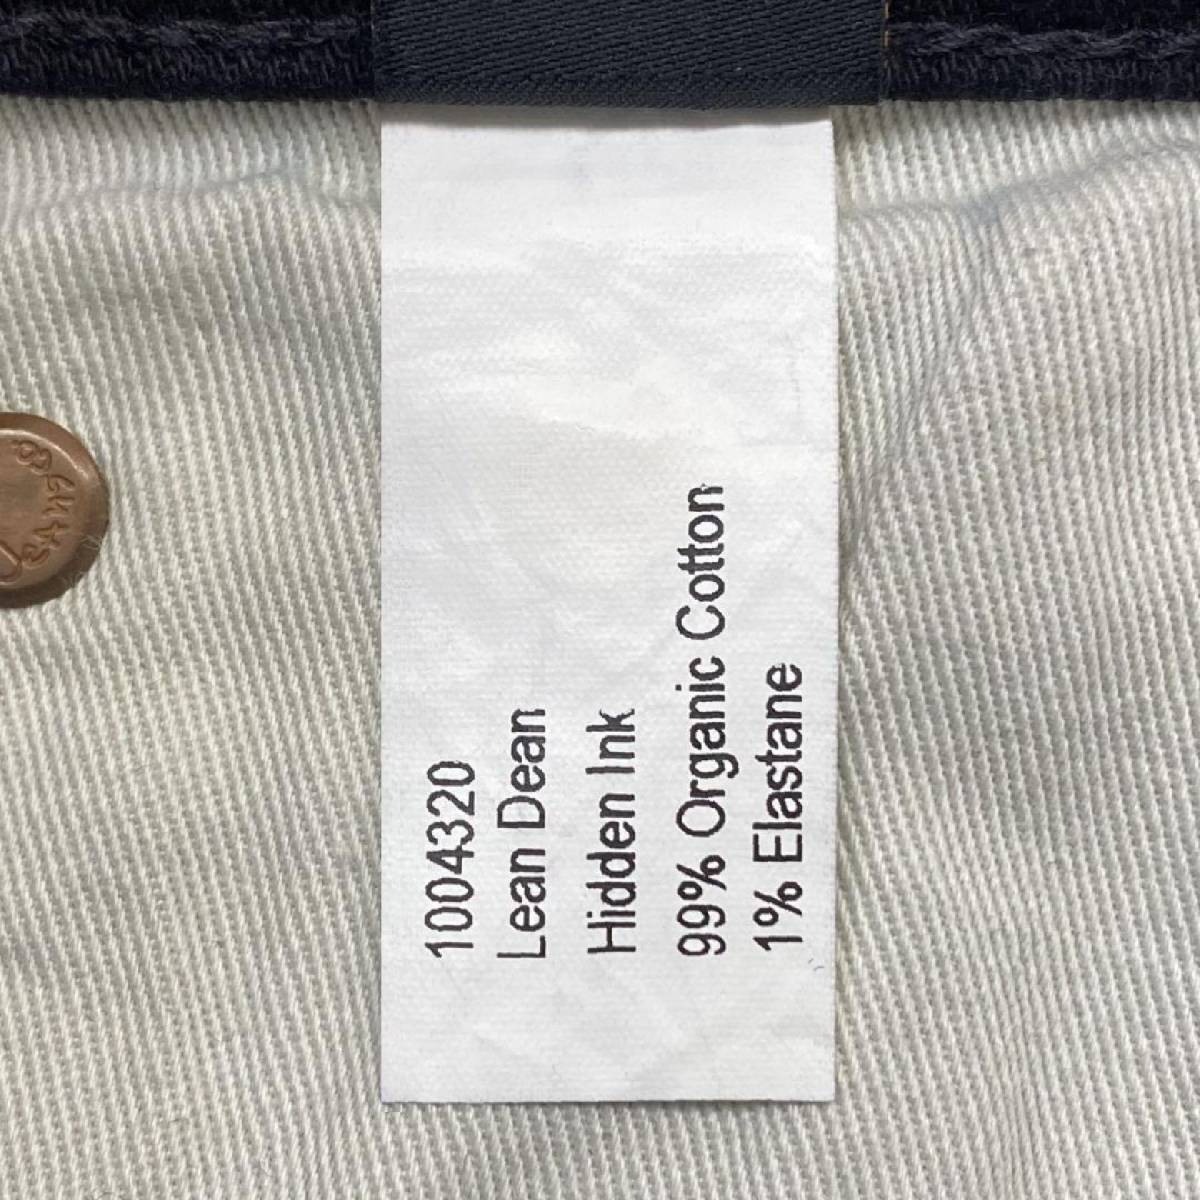 1004320
Lean Dean
Hidden Ink
99% Organic Cotton
1% Elastane